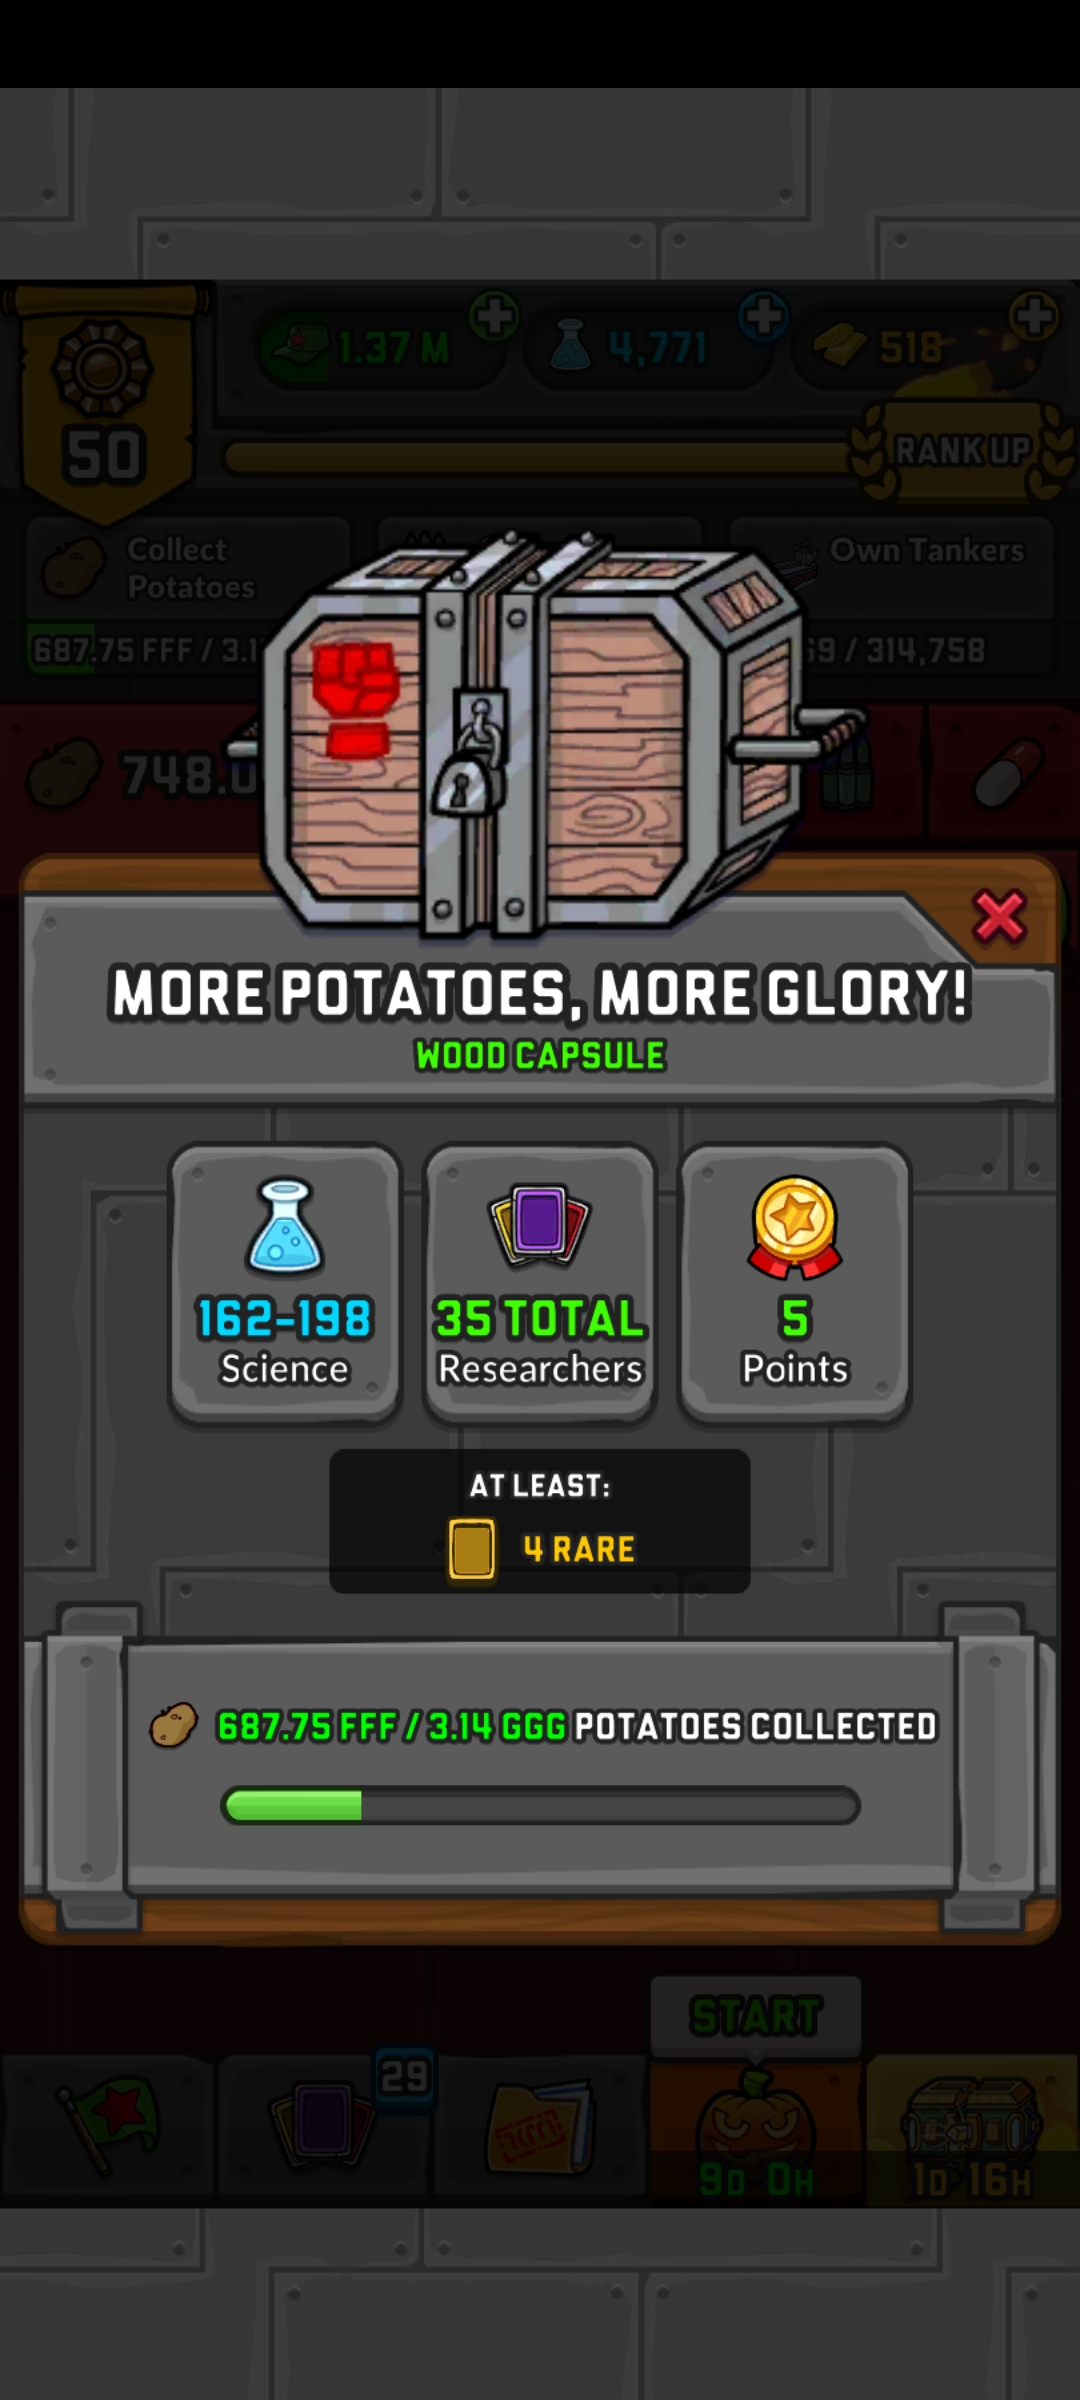 1.37 M
4,771
518
50
RANK UP
Collect
Potatoes
Own Tankers
687.75 FFF / 3.1
/ 314,758
748.0
MORE POTATOES, MORE GLORY!
WOOD CAPSULE
162-198
Science
35 TOTAL
Researchers
5
Points
AT LEAST:
4 RARE
687.75 FFF / 3.14 GGG POTATOES COLLECTED
START
29
9D 0H
1D 16H